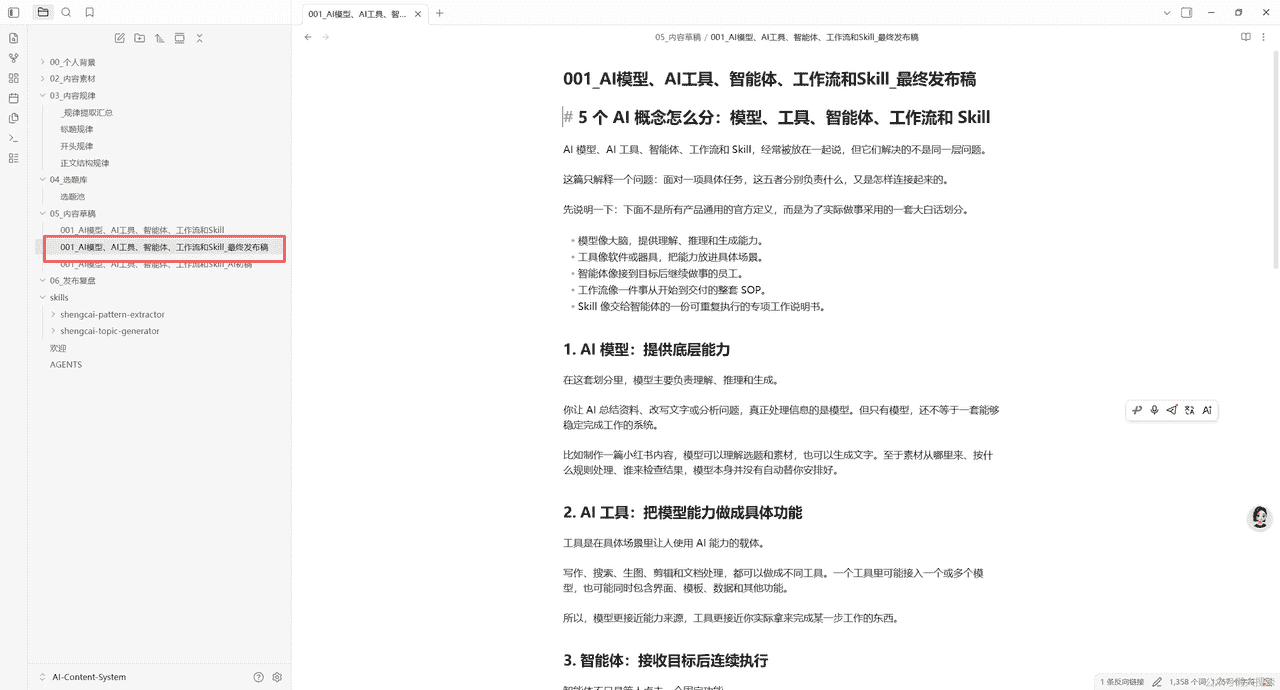 001_AI模型、AI工具、智...
05_内容草稿 / 001_AI模型、AI工具、智能体、工作流和Skill_最终发布稿
00_个人背景
02_内容素材
03_内容规律
_规律提取汇总
标题规律
开头规律
正文结构规律
04_选题库
选题池
05_内容草稿
001_AI模型、AI工具、智能体、工作流和Skill
001_AI模型、AI工具、智能体、工作流和Skill_最终发布稿
001_AI模型、AI工具、智能体、工作流和Skill_AI初稿
06_发布复盘
skills
shengcai-pattern-extractor
shengcai-topic-generator
欢迎
AGENTS
AI-Content-System
001_AI模型、AI工具、智能体、工作流和Skill_最终发布稿
# 5 个 AI 概念怎么分：模型、工具、智能体、工作流和 Skill
AI 模型、AI 工具、智能体、工作流和 Skill，经常被放在一起说，但它们解决的不是同一层问题。
这篇只解释一个问题：面对一项具体任务，这五者分别负责什么，又是怎样连接起来的。
先说明一下：下面不是所有产品通用的官方定义，而是为了实际做事采用的一套大白话划分。
• 模型像大脑，提供理解、推理和生成能力。
• 工具像软件或器具，把能力放进具体场景。
• 智能体像接到目标后继续做事的员工。
• 工作流像一件事从开始到交付的整套 SOP。
• Skill 像交给智能体的一份可重复执行的专项工作说明书。
1. AI 模型：提供底层能力
在这套划分里，模型主要负责理解、推理和生成。
你让 AI 总结资料、改写文字或分析问题，真正处理信息的是模型。但只有模型，还不等于一套能够
稳定完成工作的系统。
比如制作一篇小红书内容，模型可以理解选题和素材，也可以生成文字。至于素材从哪里来、按什
么规则处理、谁来检查结果，模型本身并没有自动替你安排好。
2. AI 工具：把模型能力做成具体功能
工具是在具体场景里让人使用 AI 能力的载体。
写作、搜索、生图、剪辑和文档处理，都可以做成不同工具。一个工具里可能接入一个或多个模
型，也可能同时包含界面、模板、数据和其他功能。
所以，模型更接近能力来源，工具更接近你实际拿来完成某一步工作的东西。
3. 智能体：接收目标后连续执行
1 条反向链接
1,358 个词